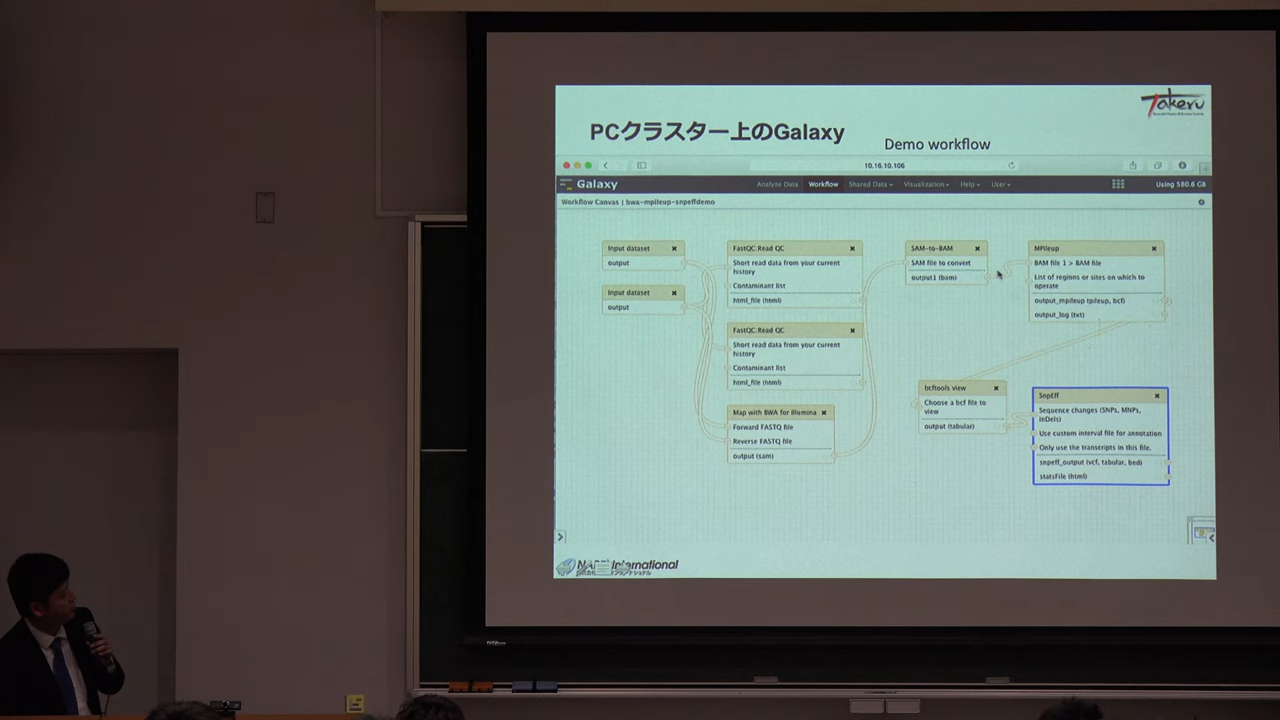 Takeru
PCクラスター上のGalaxy
Demo workflow
10.16.10.106
Galaxy
Analyze Data
Workflow
Shared Data
Visualization
Help
User
Using 580.6 GB
Workflow Canvas | bwa-mpileup-snpeffdemo
Input dataset
output
Input dataset
output
FastQC:Read QC
Short read data from your current
history
Contaminant list
html_file (html)
FastQC:Read QC
Short read data from your current
history
Contaminant list
html_file (html)
Map with BWA for Illumina
Forward FASTQ file
Reverse FASTQ file
output (sam)
SAM-to-BAM
SAM file to convert
output1 (bam)
MPileup
BAM file 1 > BAM file
List of regions or sites on which to
operate
output_mpileup (pileup, bcf)
output_log (txt)
bcftools view
Choose a bcf file to
view
output (tabular)
SnpEff
Sequence changes (SNPs, MNPs,
InDels)
Use custom interval file for annotation
Only use the transcripts in this file.
snpeff_output (vcf, tabular, bed)
statsFile (html)
International